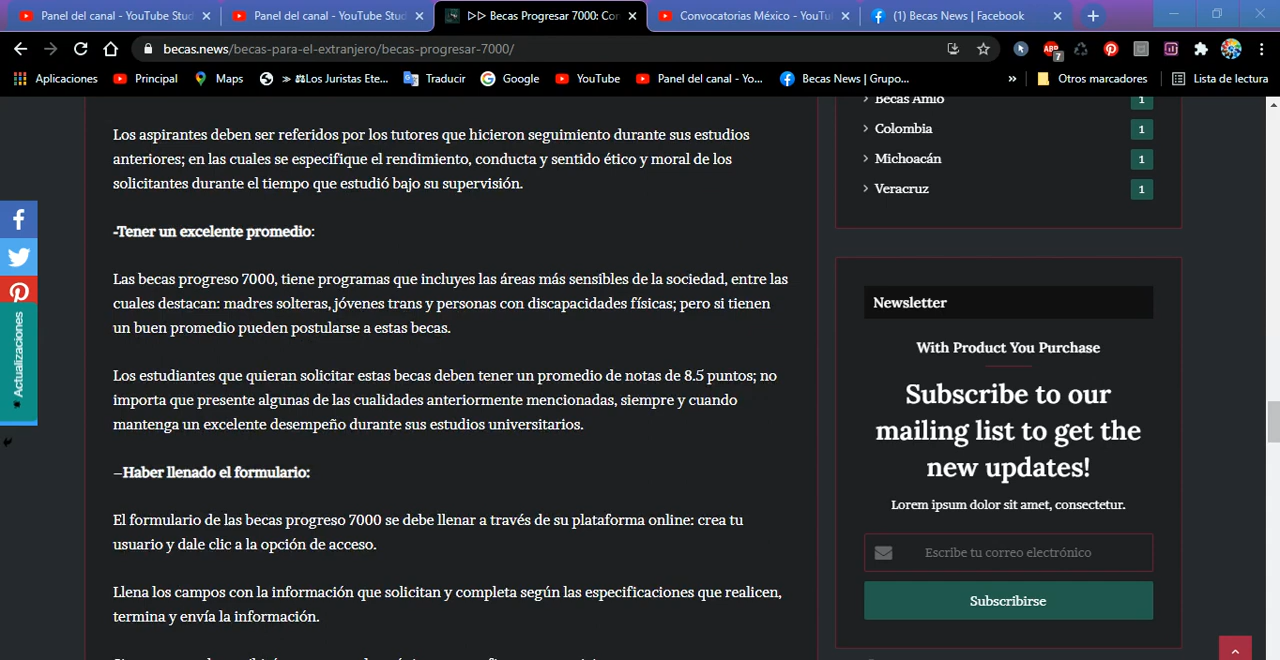 Panel del canal - YouTube Stud
Panel del canal - YouTube Stud
▷▷ Becas Progresar 7000: Cor
Convocatorias México - YouTu
(1) Becas News | Facebook
becas.news/becas-para-el-extranjero/becas-progresar-7000/
7
Aplicaciones
Principal
Maps
≫ ⚖Los Juristas Ete...
Traducir
Google
YouTube
Panel del canal - Yo...
Becas News | Grupo...
»
Otros marcadores
Lista de lectura
Los aspirantes deben ser referidos por los tutores que hicieron seguimiento durante sus estudios
anteriores; en las cuales se especifique el rendimiento, conducta y sentido ético y moral de los
solicitantes durante el tiempo que estudió bajo su supervisión.
-Tener un excelente promedio:
Las becas progreso 7000, tiene programas que incluyes las áreas más sensibles de la sociedad, entre las
cuales destacan: madres solteras, jóvenes trans y personas con discapacidades físicas; pero si tienen
un buen promedio pueden postularse a estas becas.
Los estudiantes que quieran solicitar estas becas deben tener un promedio de notas de 8.5 puntos; no
importa que presente algunas de las cualidades anteriormente mencionadas, siempre y cuando
mantenga un excelente desempeño durante sus estudios universitarios.
–Haber llenado el formulario:
El formulario de las becas progreso 7000 se debe llenar a través de su plataforma online: crea tu
usuario y dale clic a la opción de acceso.
Llena los campos con la información que solicitan y completa según las especificaciones que realicen,
termina y envía la información.
Actualizaciones
Becas Amlo
1
Colombia
1
Michoacán
1
Veracruz
1
Newsletter
With Product You Purchase
Subscribe to our
mailing list to get the
new updates!
Lorem ipsum dolor sit amet, consectetur.
Escribe tu correo electrónico
Subscribirse